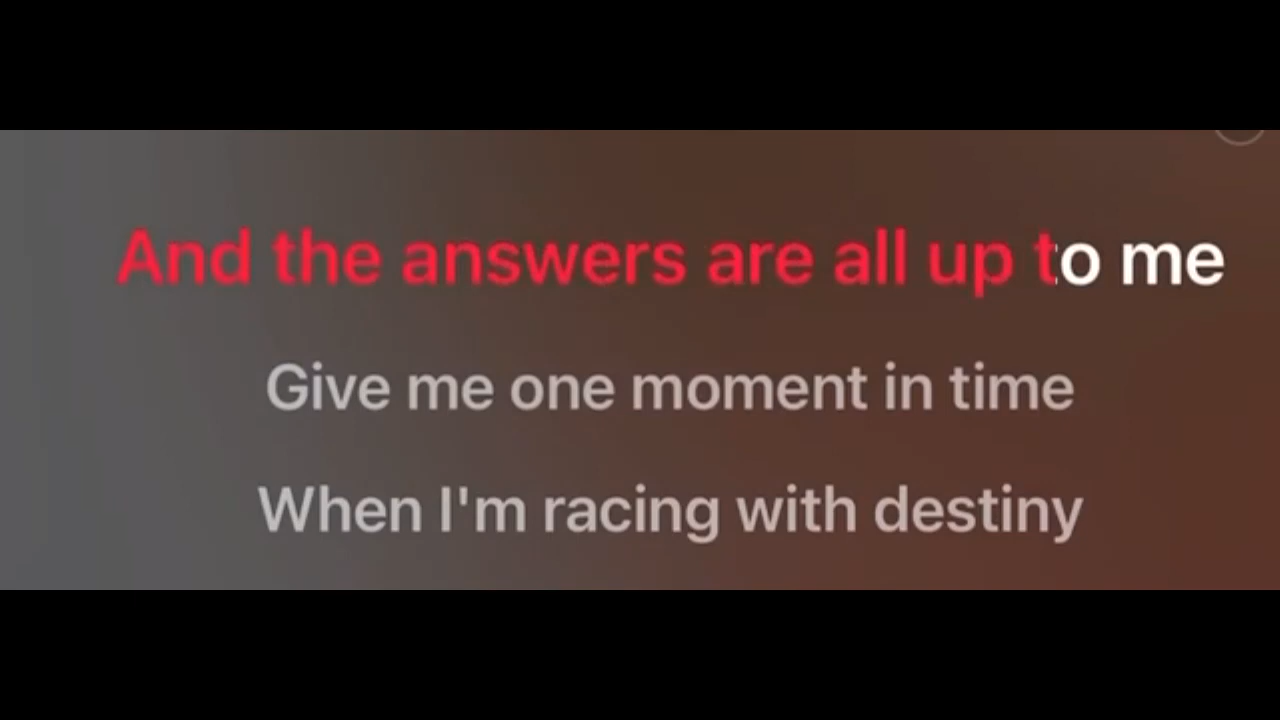 And the answers are all up to me
Give me one moment in time
When I'm racing with destiny